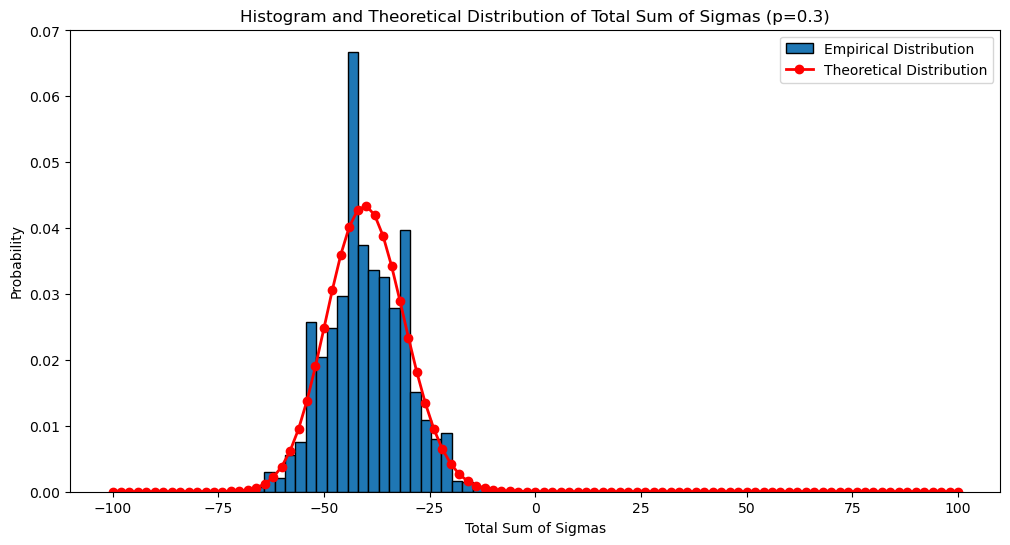 Histogram and Theoretical Distribution of Total Sum of Sigmas (p=0.3)
Empirical Distribution
Theoretical Distribution
Probability
0.07
0.06
0.05
0.04
0.03
0.02
0.01
0.00
−100 −75 −50 −25 0 25 50 75 100
Total Sum of Sigmas